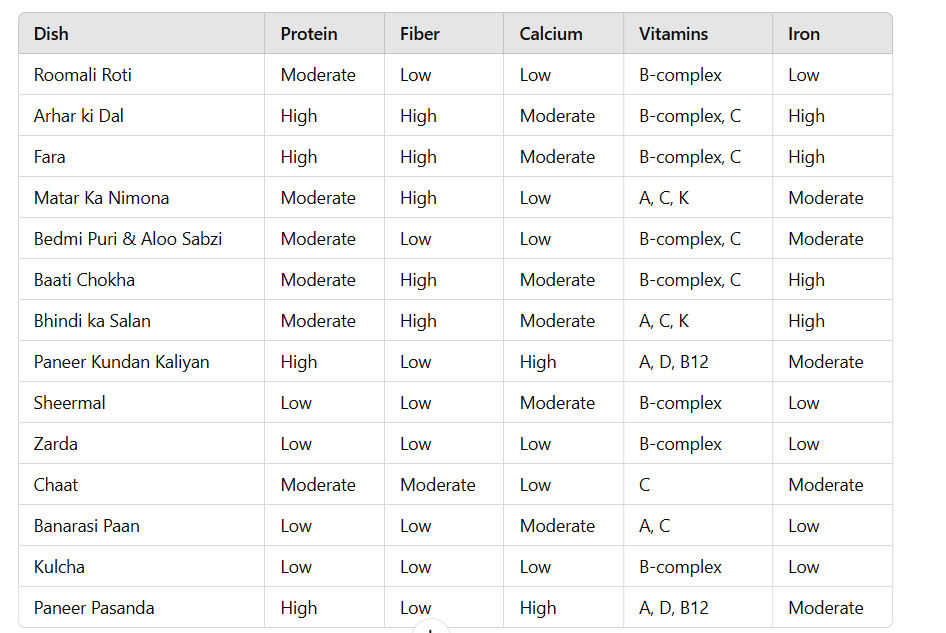 Dish Protein Fiber Calcium Vitamins Iron
Roomali Roti Moderate Low Low B-complex Low
Arhar ki Dal High High Moderate B-complex, C High
Fara High High Moderate B-complex, C High
Matar Ka Nimona Moderate High Low A, C, K Moderate
Bedmi Puri & Aloo Sabzi Moderate Low Low B-complex, C Moderate
Baati Chokha Moderate High Moderate B-complex, C High
Bhindi ka Salan Moderate High Moderate A, C, K High
Paneer Kundan Kaliyan High Low High A, D, B12 Moderate
Sheermal Low Low Moderate B-complex Low
Zarda Low Low Low B-complex Low
Chaat Moderate Moderate Low C Moderate
Banarasi Paan Low Low Moderate A, C Low
Kulcha Low Low Low B-complex Low
Paneer Pasanda High Low High A, D, B12 Moderate